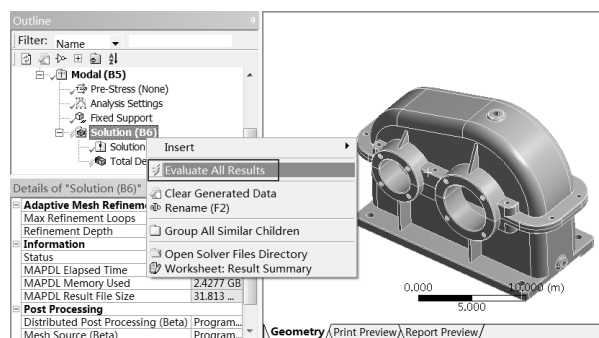 Outline
Filter: Name
Modal (B5)
Pre-Stress (None)
Analysis Settings
Fixed Support
Solution (B6)
Solution
Total De
Insert
Evaluate All Results
Clear Generated Data
Rename (F2)
Group All Similar Children
Open Solver Files Directory
Worksheet: Result Summary
Details of "Solution (B6)"
Adaptive Mesh Refinem
Max Refinement Loops
Refinement Depth
Information
Status
MAPDL Elapsed Time
MAPDL Memory Used 2.4277 GB
MAPDL Result File Size 31.813 ...
Post Processing
Distributed Post Processing (Beta) Program...
Mesh Source (Beta) Program...
0.000 10.000 (m)
5.000
Geometry Print Preview Report Preview